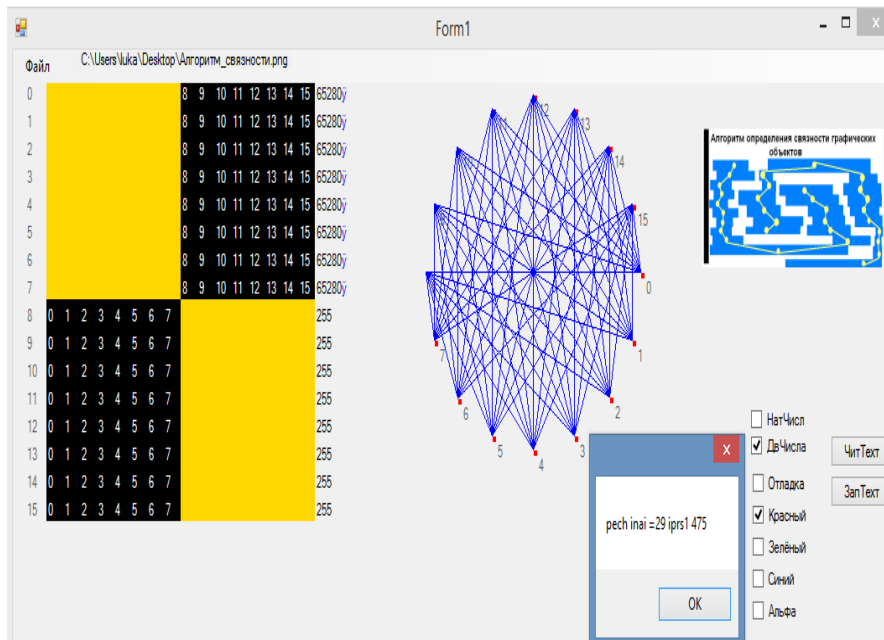 Form1
Файл
C:\Users\luka\Desktop\Алгоритм_связности.png
0 8 9 10 11 12 13 14 15 65280ÿ
1 8 9 10 11 12 13 14 15 65280ÿ
2 8 9 10 11 12 13 14 15 65280ÿ
3 8 9 10 11 12 13 14 15 65280ÿ
4 8 9 10 11 12 13 14 15 65280ÿ
5 8 9 10 11 12 13 14 15 65280ÿ
6 8 9 10 11 12 13 14 15 65280ÿ
7 8 9 10 11 12 13 14 15 65280ÿ
8 0 1 2 3 4 5 6 7 255
9 0 1 2 3 4 5 6 7 255
10 0 1 2 3 4 5 6 7 255
11 0 1 2 3 4 5 6 7 255
12 0 1 2 3 4 5 6 7 255
13 0 1 2 3 4 5 6 7 255
14 0 1 2 3 4 5 6 7 255
15 0 1 2 3 4 5 6 7 255
12
13
14
15
0
1
2
3
4
5
6
7
Алгоритм определения связности графических
объектов
НатЧисл
ДвЧисла
Отладка
Красный
Зелёный
Синий
Альфа
ЧитТекст
ЗапТекст
pech inai =29 iprs1 475
OK